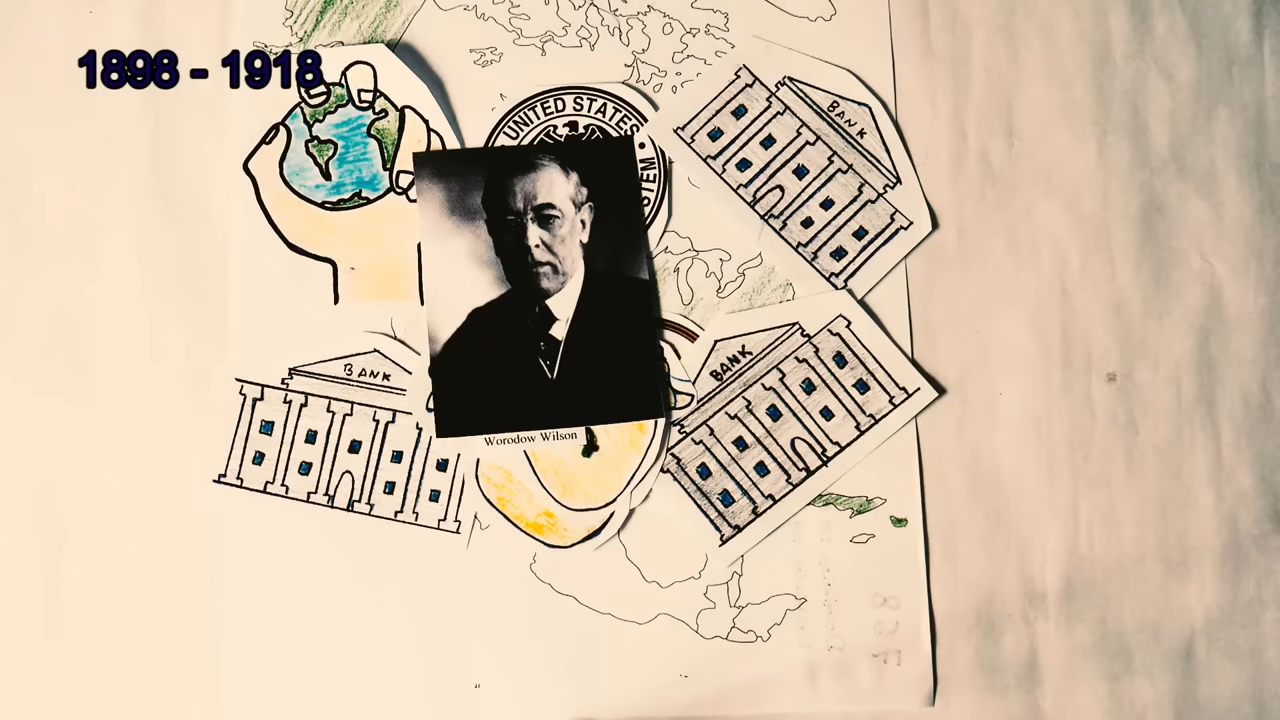 1898 - 1918
UNITED STATES
STEM
BANK
BANK
BANK
Worodow Wilson